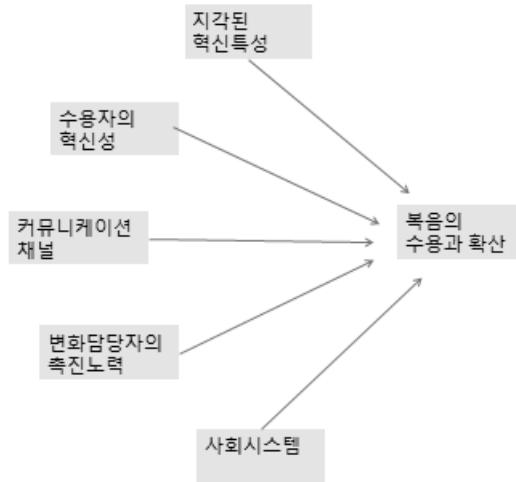 지각된
혁신특성
수용자의
혁신성
커뮤니케이션
채널
복음의
수용과 확산
변화담당자의
촉진노력
사회시스템